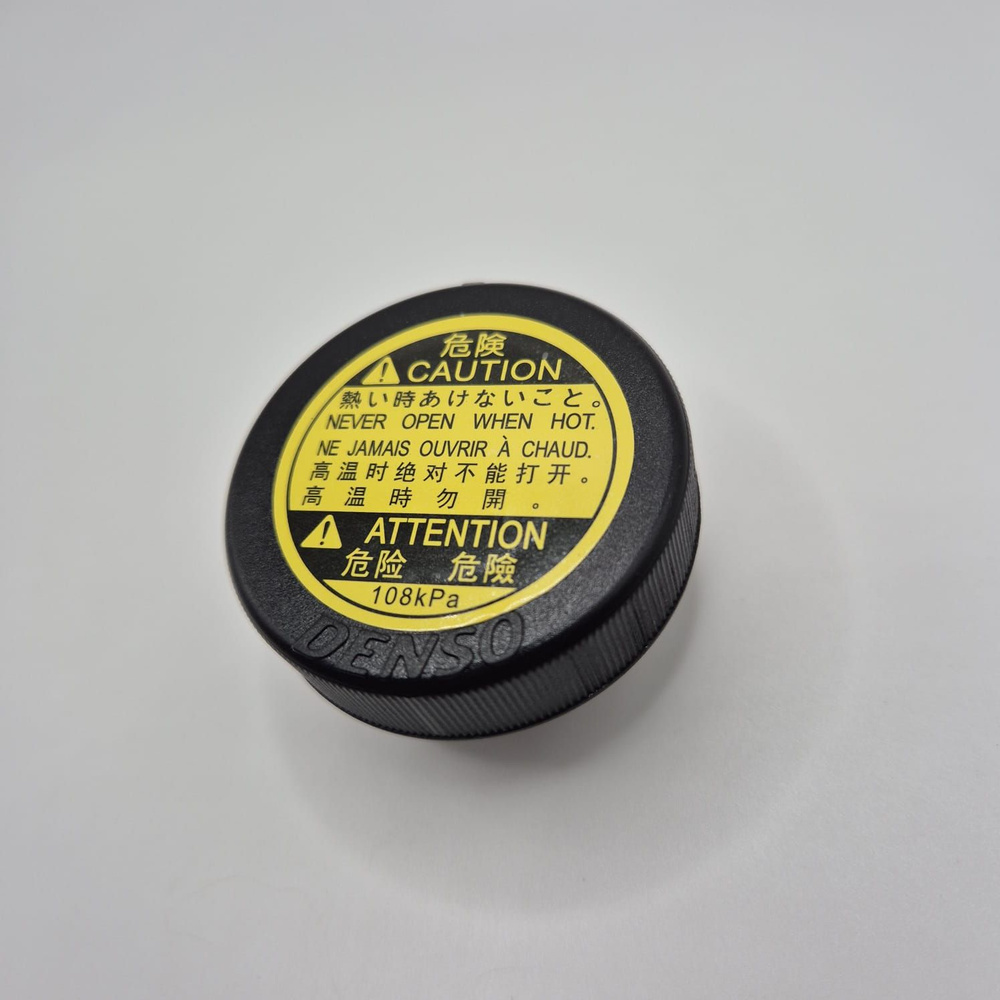 危険
CAUTION
熱い時あけないこと。
NEVER OPEN WHEN HOT.
NE JAMAIS OUVRIR À CHAUD.
高温时绝对不能打开。
高温時勿開。
ATTENTION
危险 危險
108kPa
DENSO